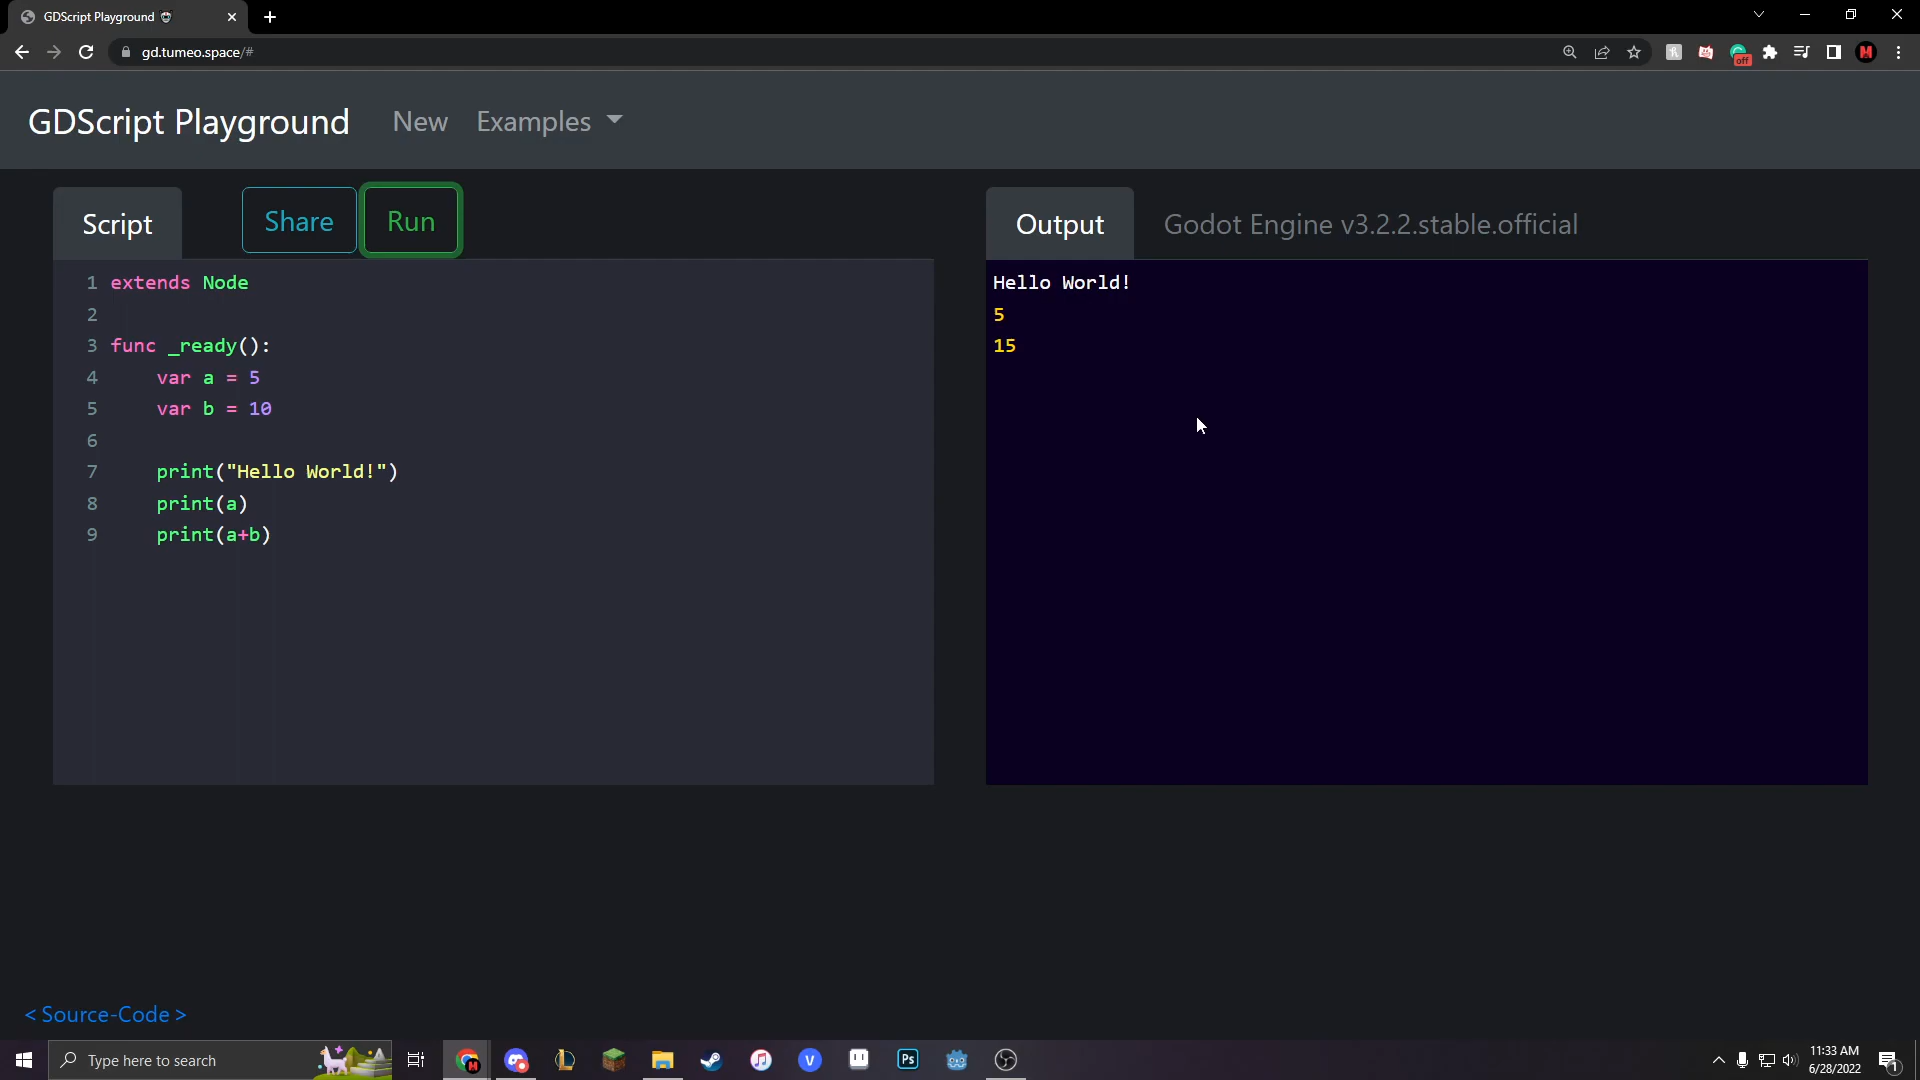 GDScript Playground
gd.tumeo.space/#
off
GDScript Playground New Examples
Script Share Run
1 extends Node
2
3 func _ready():
4 var a = 5
5 var b = 10
6
7 print("Hello World!")
8 print(a)
9 print(a+b)
Output Godot Engine v3.2.2.stable.official
Hello World!
5
15
< Source-Code >
Type here to search
Ps
11:33 AM
6/28/2022
1